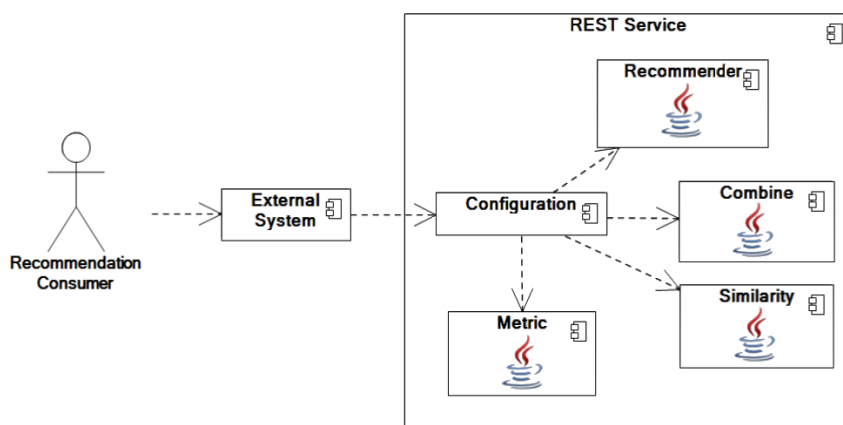 REST Service
Recommender
External
System
Configuration
Combine
Recommendation
Consumer
Metric
Similarity